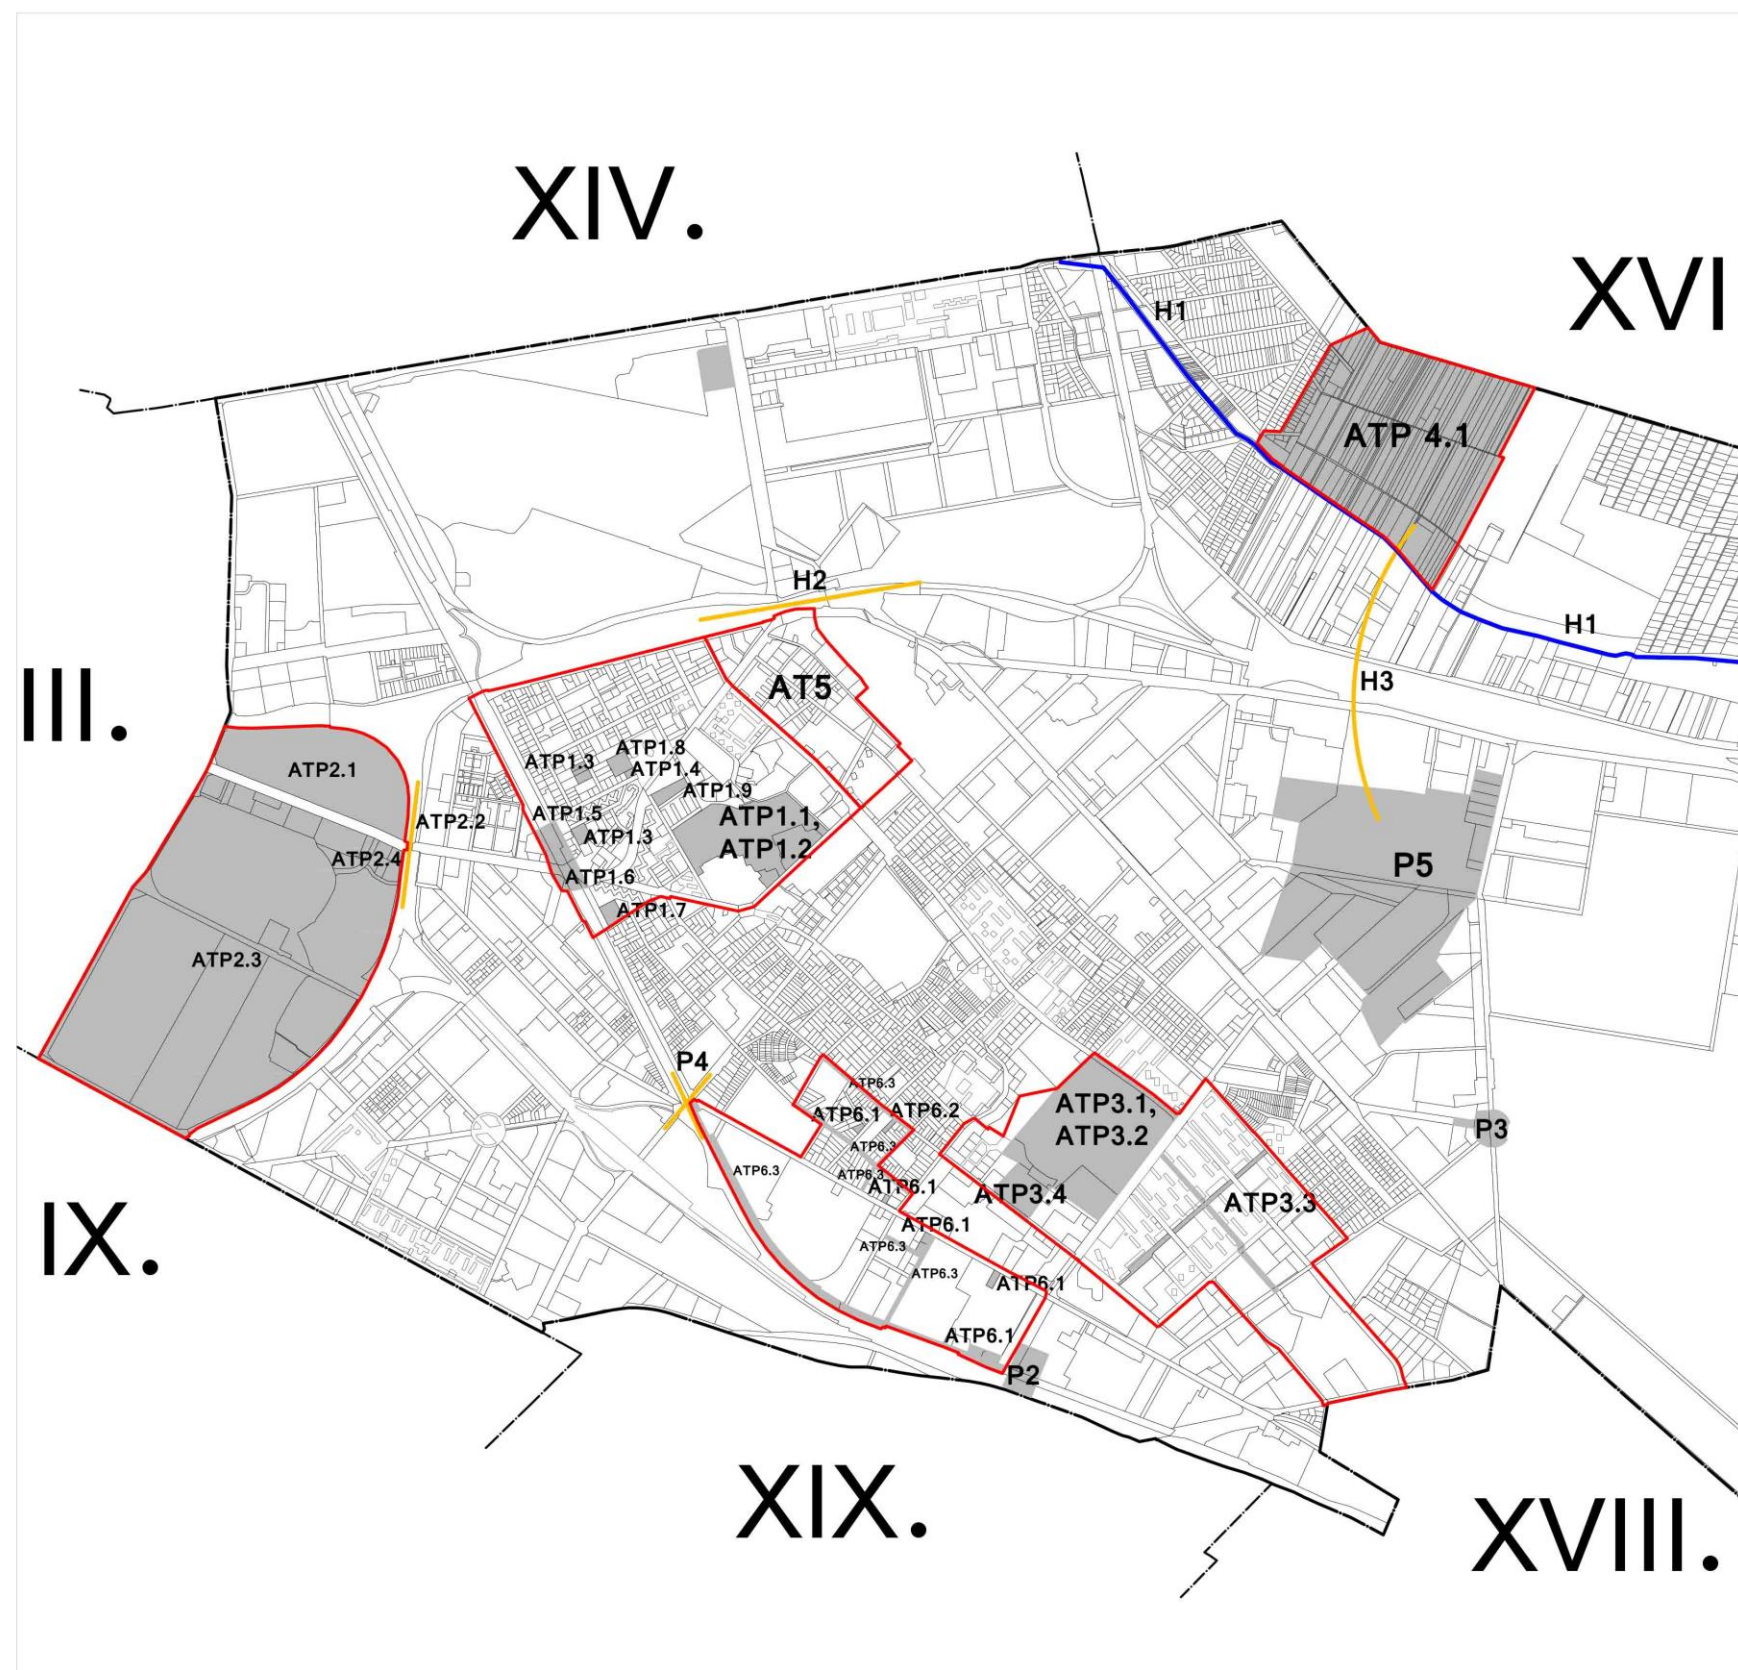 XIV.
XVI
H1
ATP 4.1
H2
H1
H3
AT5
III.
ATP1.8
ATP1.3
ATP1.4
ATP2.1
ATP1.9
ATP1.5
ATP1.1,
ATP2.2
ATP1.3
ATP1.2
ATP2.4
P5
ATP1.6
ATP1.7
ATP2.3
P4
ATP6.3
ATP6.1
ATP6.2
ATP3.1,
ATP3.2
P3
ATP6.3
ATP6.3
ATP6.3
ATP6.1
ATP3.4
ATP3.3
ATP6.1
IX.
ATP6.3
ATP6.3
ATP6.1
ATP6.1
P2
XIX.
XVIII.